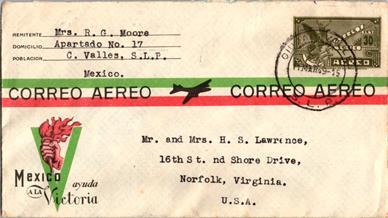 REMITENTE Mrs. R. G. Moore
DOMICILIO Apartado No. 17
POBLACION C. Valles, S.L.P.
Mexico.
CORREO AEREO CORREO AEREO
AEREO
S.L.P.
Mr. and Mrs. H. S. Lawrence,
16th St. nd Shore Drive,
Norfolk, Virginia.
U.S.A.
Mexico ayuda
A LA
Victoria